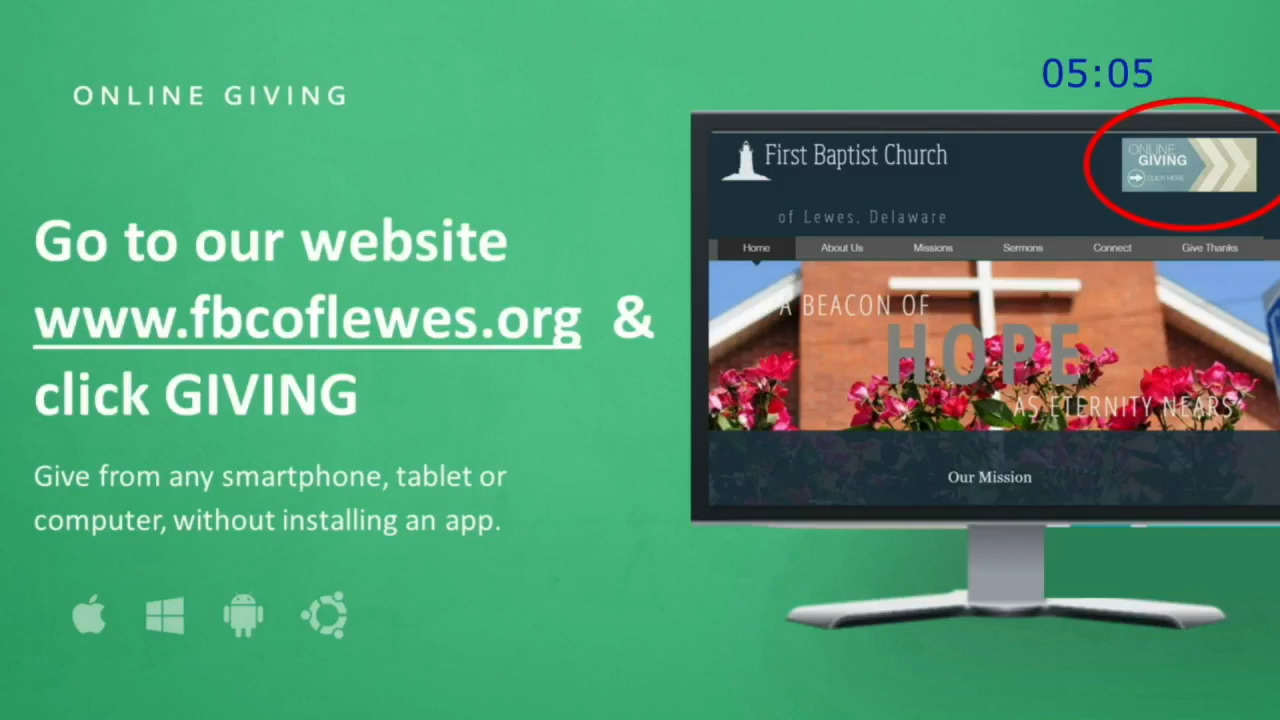 ONLINE GIVING
05:05
Go to our website
www.fbcoflewes.org &
click GIVING
Give from any smartphone, tablet or
computer, without installing an app.
First Baptist Church
of Lewes, Delaware
ONLINE
GIVING
CLICK HERE
Home About Us Missions Sermons Connect Give Thanks
A BEACON OF
HOPE
AS ETERNITY NEARS
Our Mission